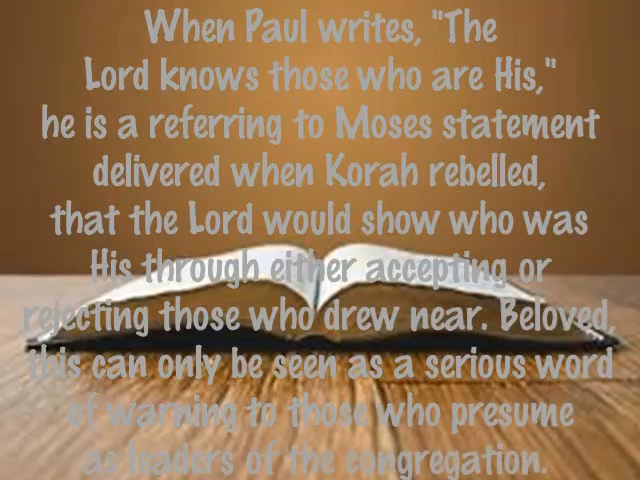 When Paul writes, "The
Lord knows those who are His,"
he is a referring to Moses statement
delivered when Korah rebelled,
that the Lord would show who was
His through either accepting or
rejecting those who drew near. Beloved,
this can only be seen as a serious word
of warning to those who presume
as leaders of the congregation.